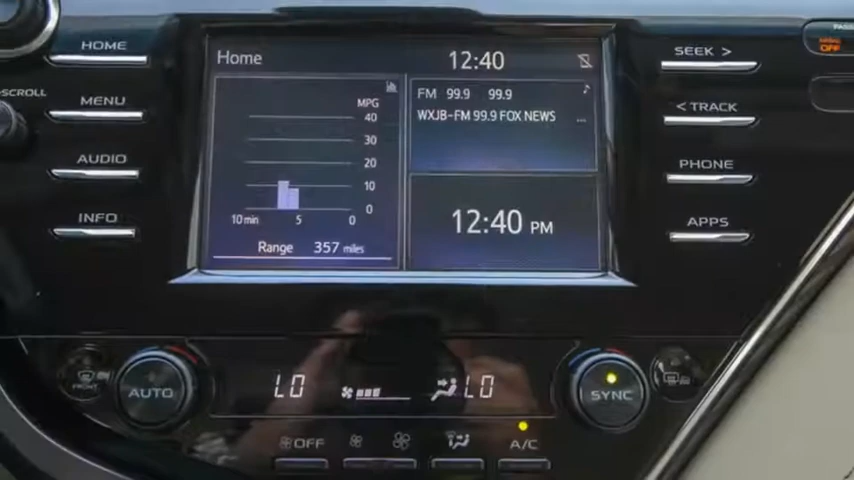 HOME
MENU
AUDIO
INFO
SCROLL
Home
12:40
MPG
40
30
20
10
0
10 min 5 0
Range 357 miles
FM 99.9 99.9
WXJB-FM 99.9 FOX NEWS ...
12:40 PM
SEEK >
< TRACK
PHONE
APPS
OFF
FRONT
AUTO
LO
LO
SYNC
OFF
A/C